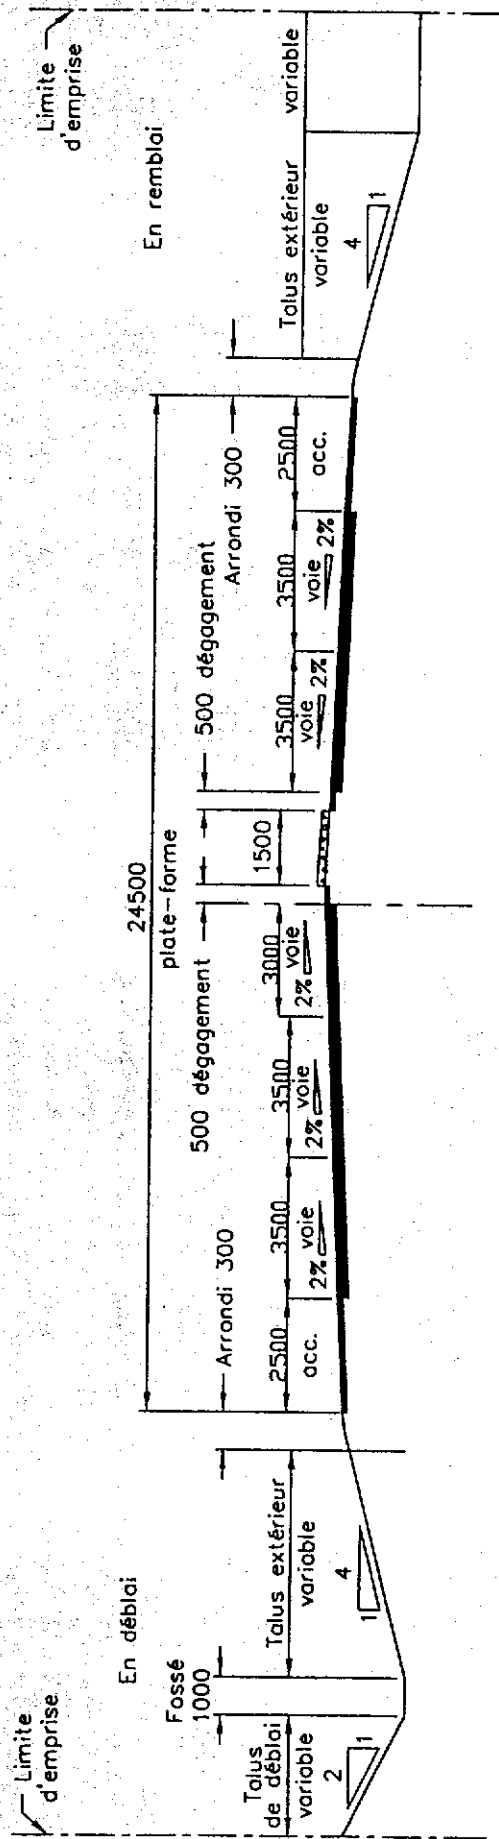 Limite
d'emprise
En déblai
Fossé
1000
Talus
de déblai
variable
2
1
Talus extérieur
variable
4
1
24500
plate-forme
Arrondi 300
500 dégagement
2500
acc.
3500
voie
2%
3500
voie
2%
3000
voie
2%
1500
500 dégagement
Arrondi 300
3500
voie
2%
3500
voie
2%
2500
acc.
En remblai
Talus extérieur
variable
4
1
variable
Limite
d'emprise